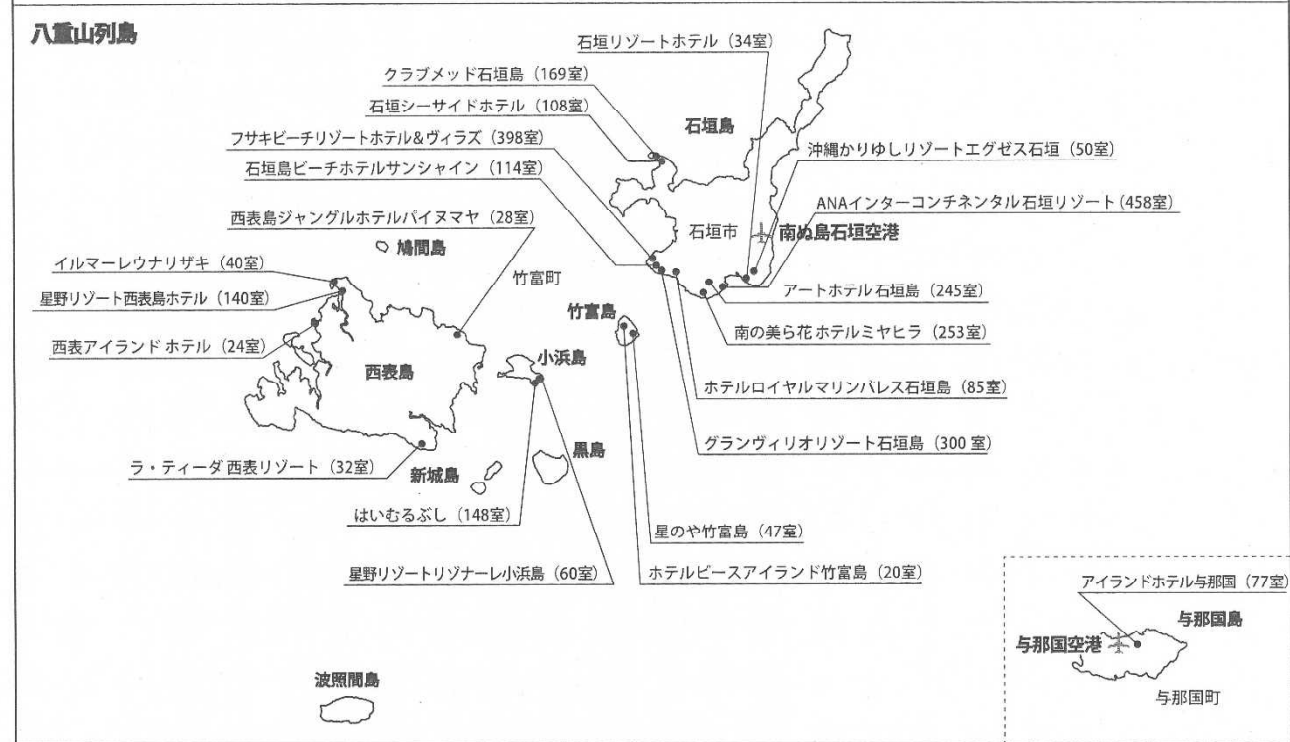 八重山列島
石垣リゾートホテル（34室）
クラブメッド石垣島（169室）
石垣シーサイドホテル（108室）
石垣島
フサキビーチリゾートホテル＆ヴィラズ（398室）
沖縄かりゆしリゾートエグゼス石垣（50室）
石垣島ビーチホテルサンシャイン（114室）
ANAインターコンチネンタル石垣リゾート（458室）
西表島ジャングルホテルパイヌマヤ（28室）
石垣市
南ぬ島石垣空港
鳩間島
イルマーレウナリザキ（40室）
竹富町
星野リゾート西表島ホテル（140室）
アートホテル石垣島（245室）
竹富島
南の美ら花ホテルミヤヒラ（253室）
西表アイランド ホテル（24室）
小浜島
西表島
ホテルロイヤルマリンパレス石垣島（85室）
グランヴィリオリゾート石垣島（300 室）
黒島
ラ・ティーダ 西表リゾート（32室）
新城島
はいむるぶし（148室）
星のや竹富島（47室）
星野リゾートリゾナーレ小浜島（60室）
ホテルピースアイランド竹富島（20室）
アイランドホテル与那国（77室）
与那国島
与那国空港
波照間島
与那国町